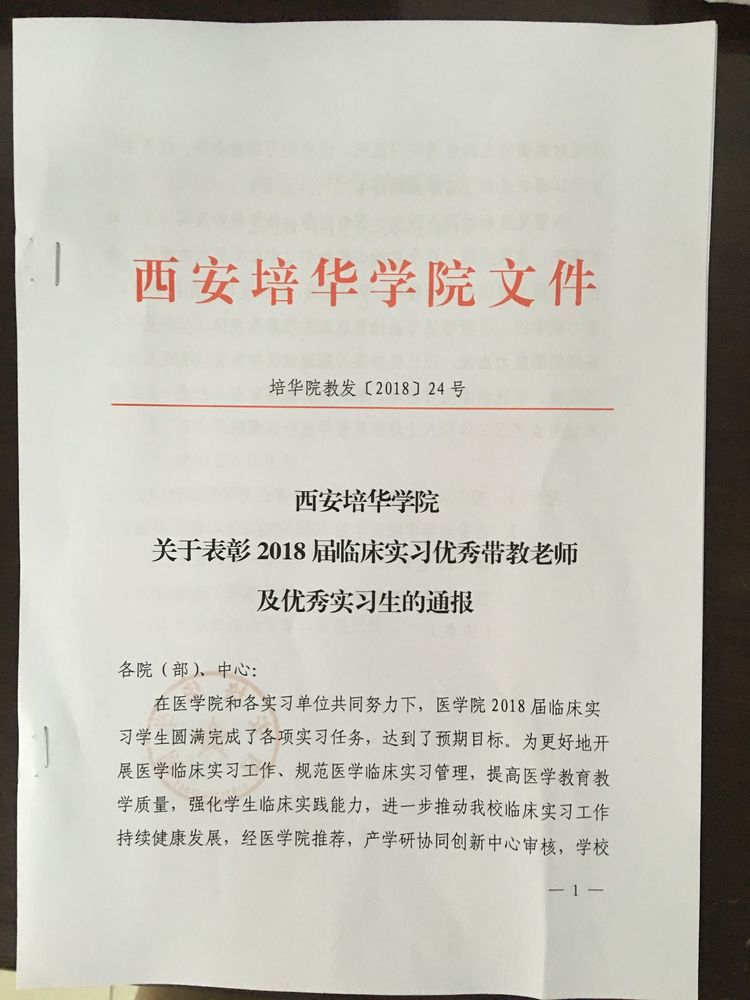 西安培华学院文件
培华院教发〔2018〕24号
西安培华学院
关于表彰 2018 届临床实习优秀带教老师
及优秀实习生的通报
各院（部）、中心：
在医学院和各实习单位共同努力下，医学院 2018 届临床实
习学生圆满完成了各项实习任务，达到了预期目标。为更好地开
展医学临床实习工作、规范医学临床实习管理，提高医学教育教
学质量，强化学生临床实践能力，进一步推动我校临床实习工作
持续健康发展，经医学院推荐，产学研协同创新中心审核，学校
— 1 —